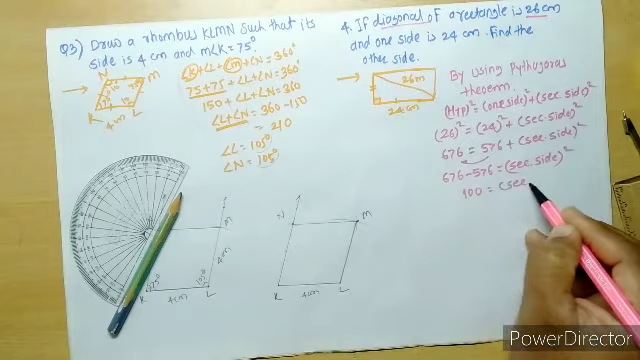 Q3) Draw a rhombus KLMN such that its
side is 4 cm and m∠K = 75°
N
M
K
L
4cm
∠K+∠L+∠M+∠N=360°
75+75+∠L+∠N=360°
150+∠L+∠N=360
∠L+∠N=360-150
= 210
∠L = 105°
∠N = 105°
M
4cm
75°
105°
K
4cm
L
N
M
K
4cm
L
4. If diagonal of a rectangle is 26 cm
and one side is 24 cm. Find the
other side.
26m
24cm
By using Pythagoras
theorem.
(Hyp)²=(one side)²+(sec.side)²
(26)² = (24)² + (sec.side)²
676 = 576 + (sec.side)²
676-576 = (sec.side)²
100 = (sec
PowerDirector